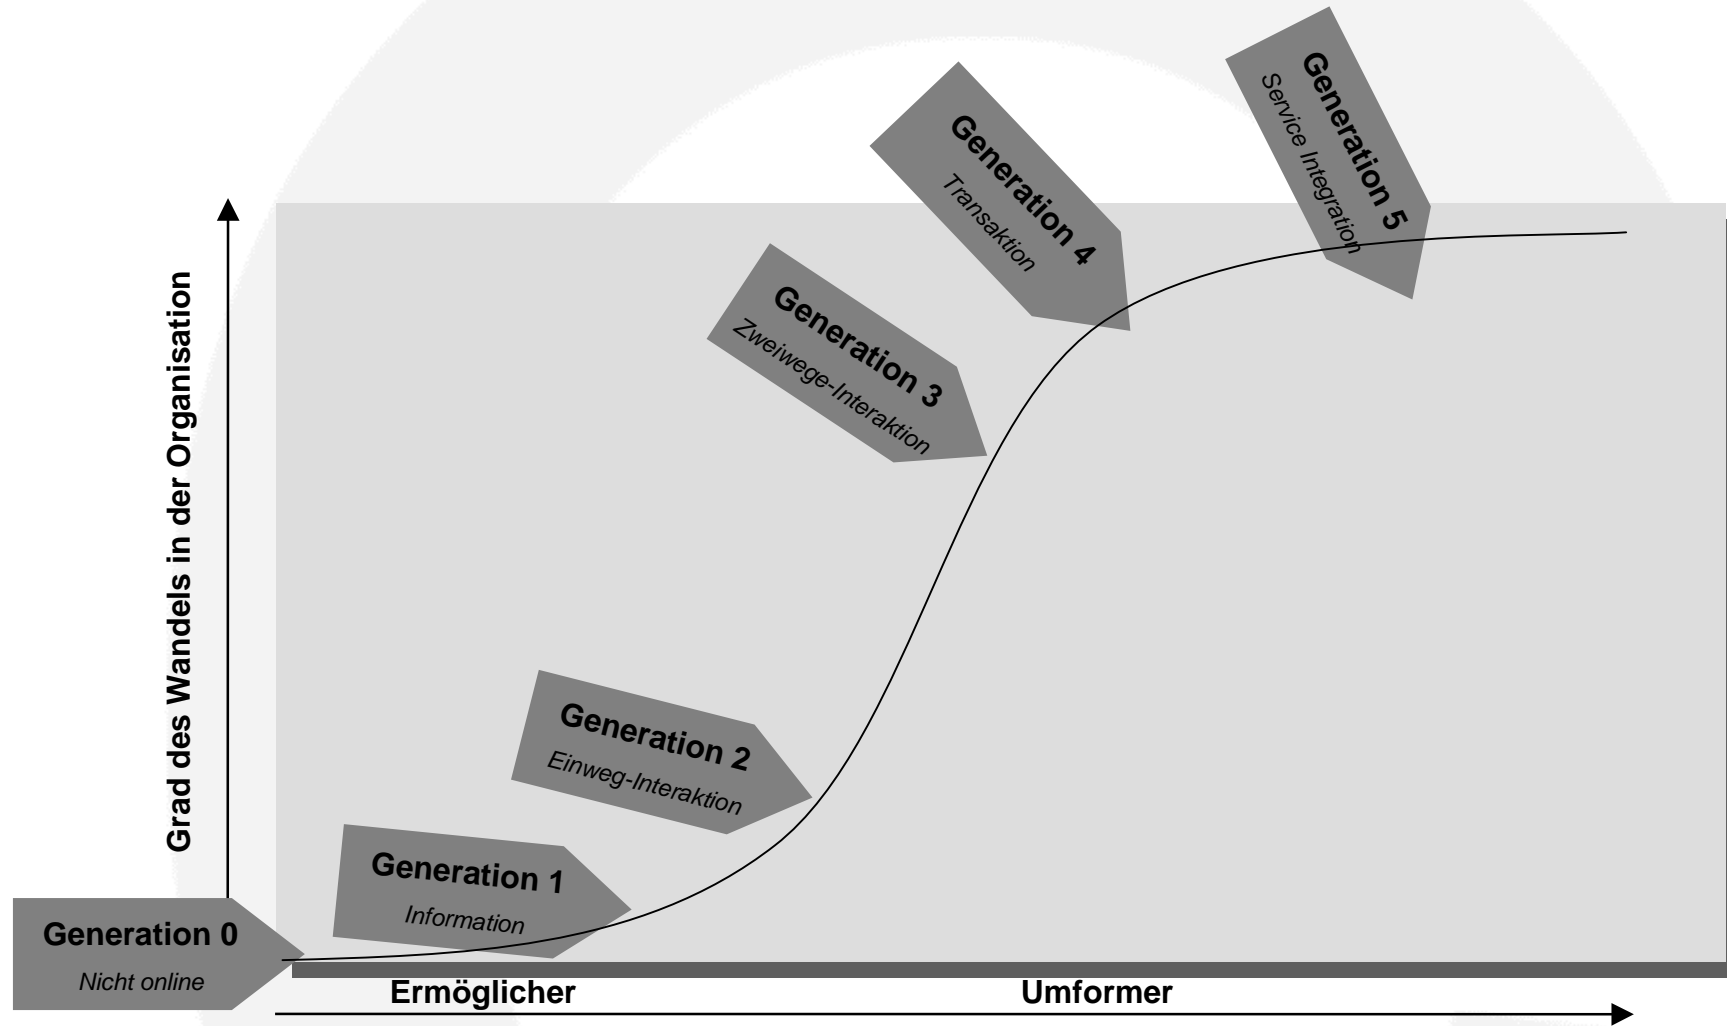 Generation 5
Service Integration
Generation 4
Transaktion
Generation 3
Zweiwege-Interaktion
Grad des Wandels in der Organisation
Generation 2
Einweg-Interaktion
Generation 1
Information
Generation 0
Nicht online
Ermöglicher
Umformer